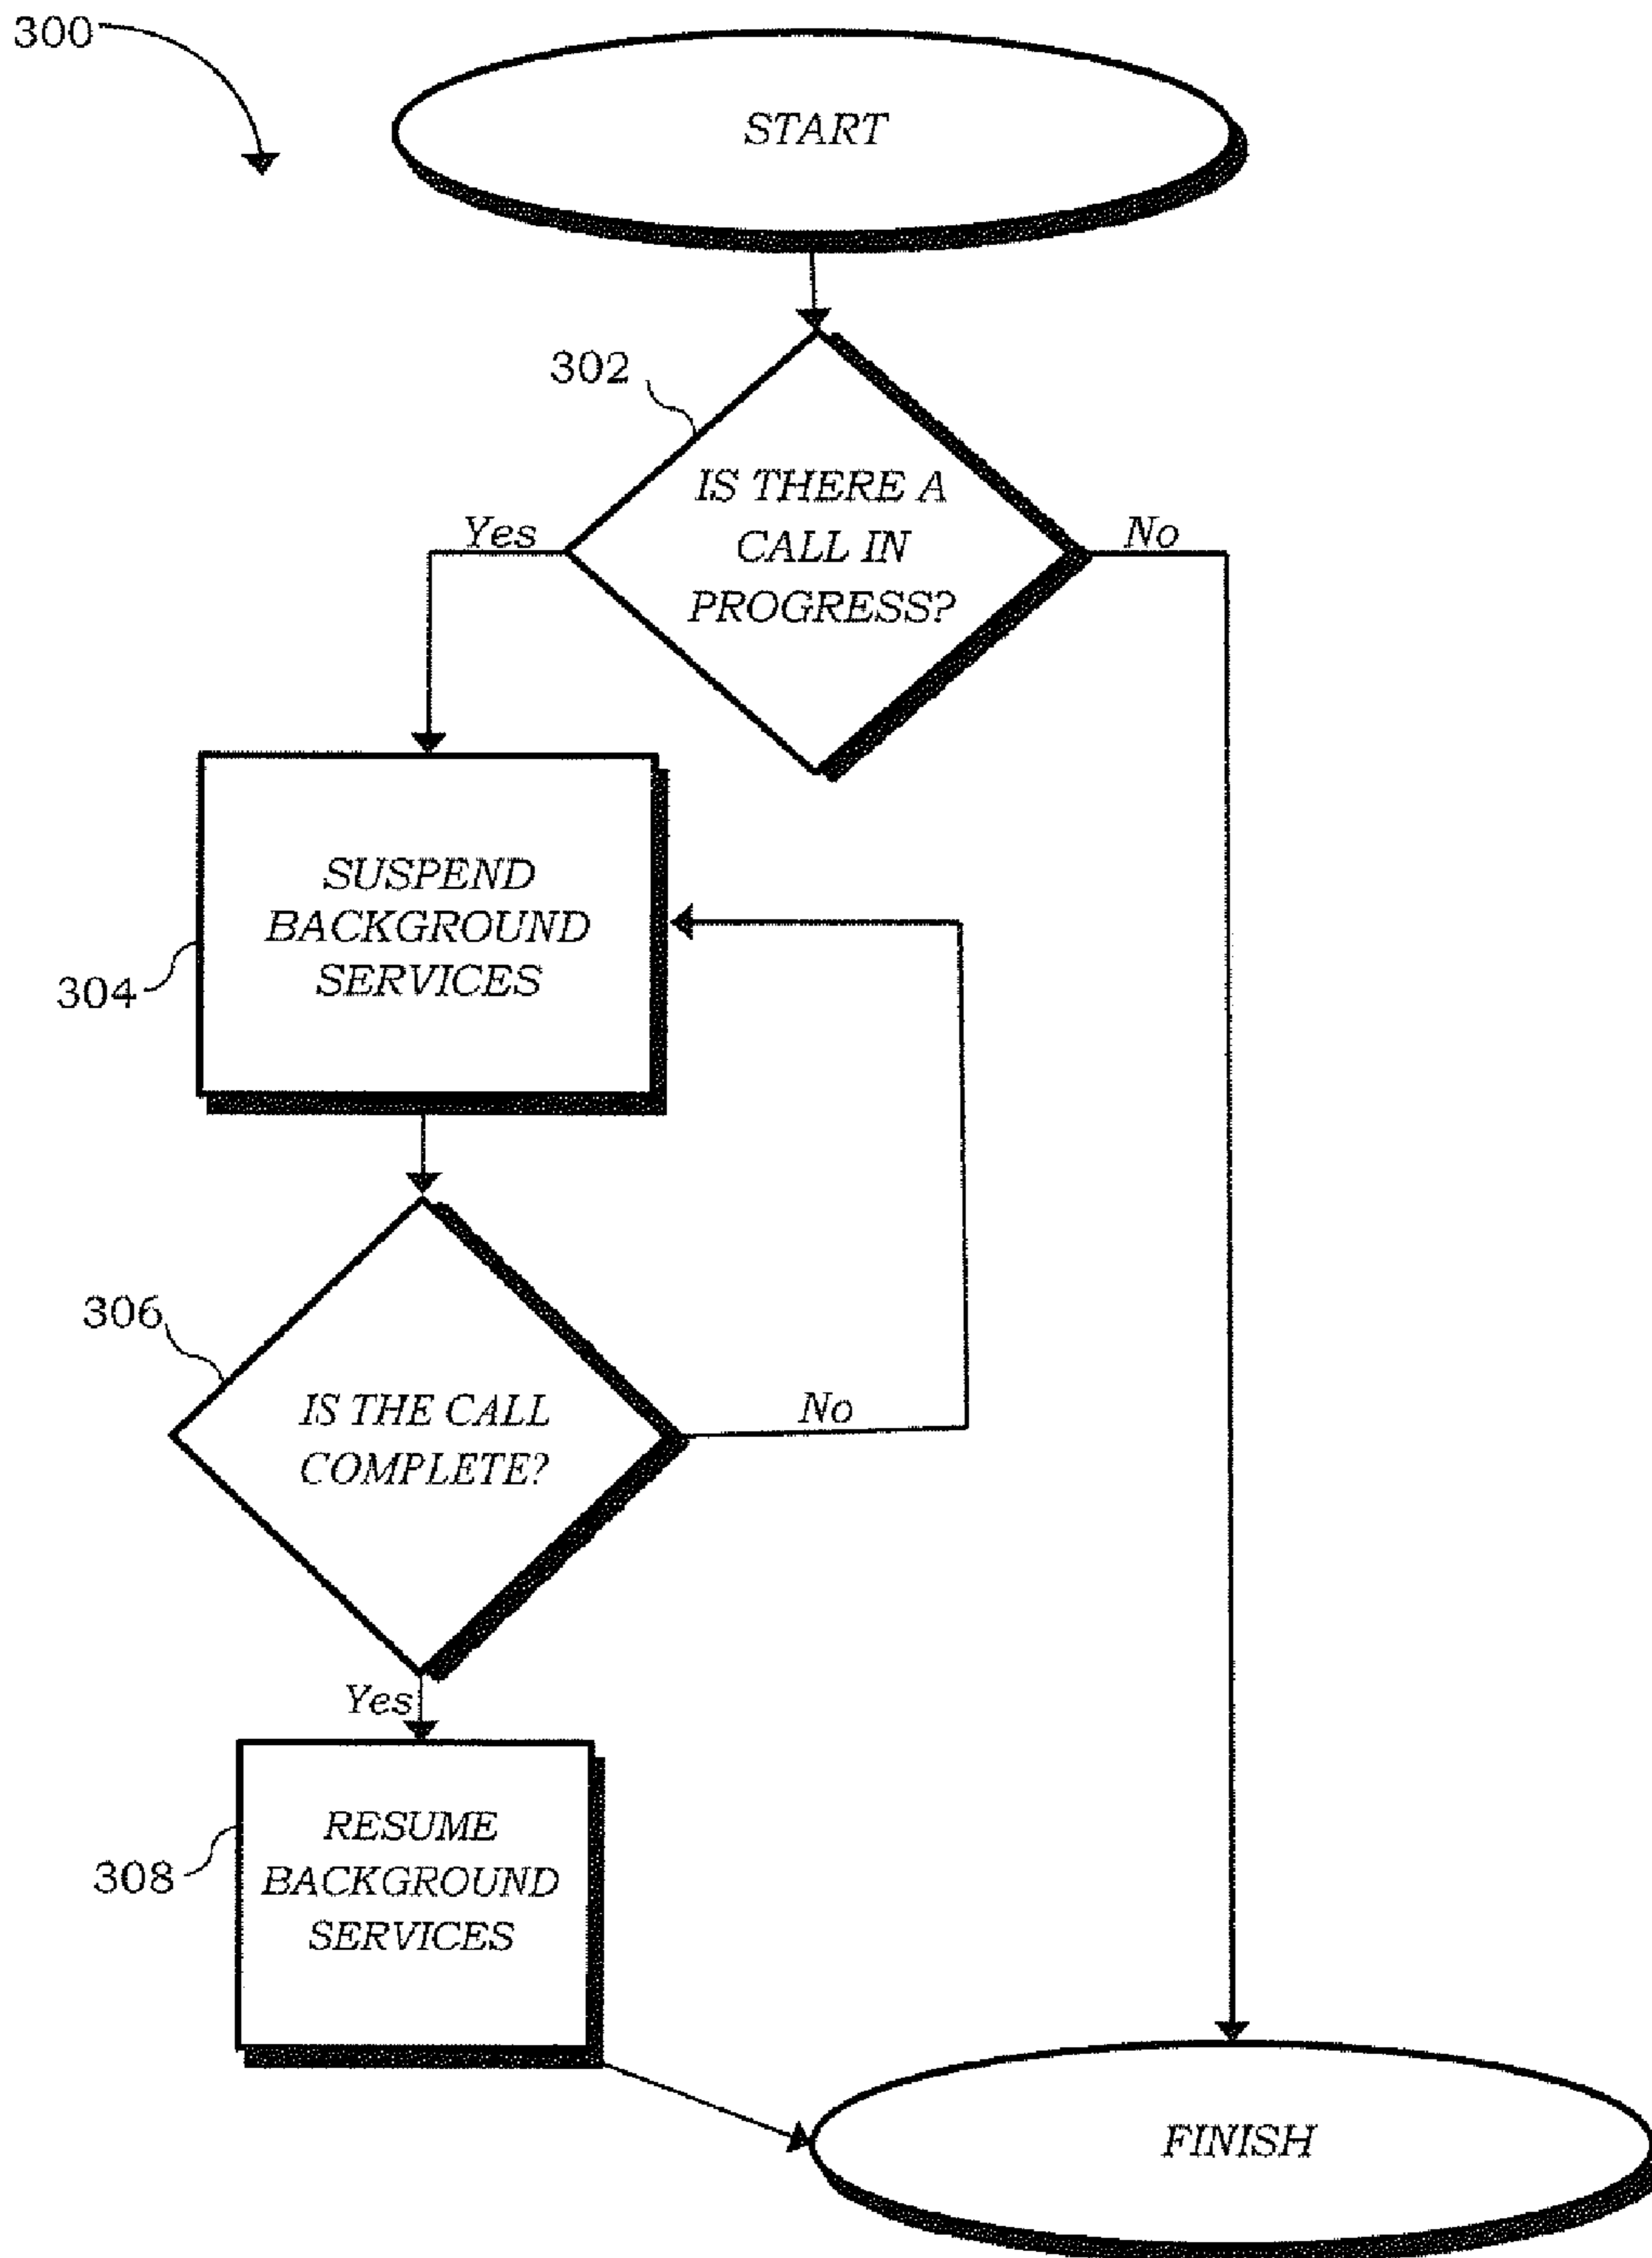 300
START
302
IS THERE A
CALL IN
PROGRESS?
Yes
No
SUSPEND
BACKGROUND
SERVICES
304
306
IS THE CALL
COMPLETE?
No
Yes
RESUME
BACKGROUND
SERVICES
308
FINISH